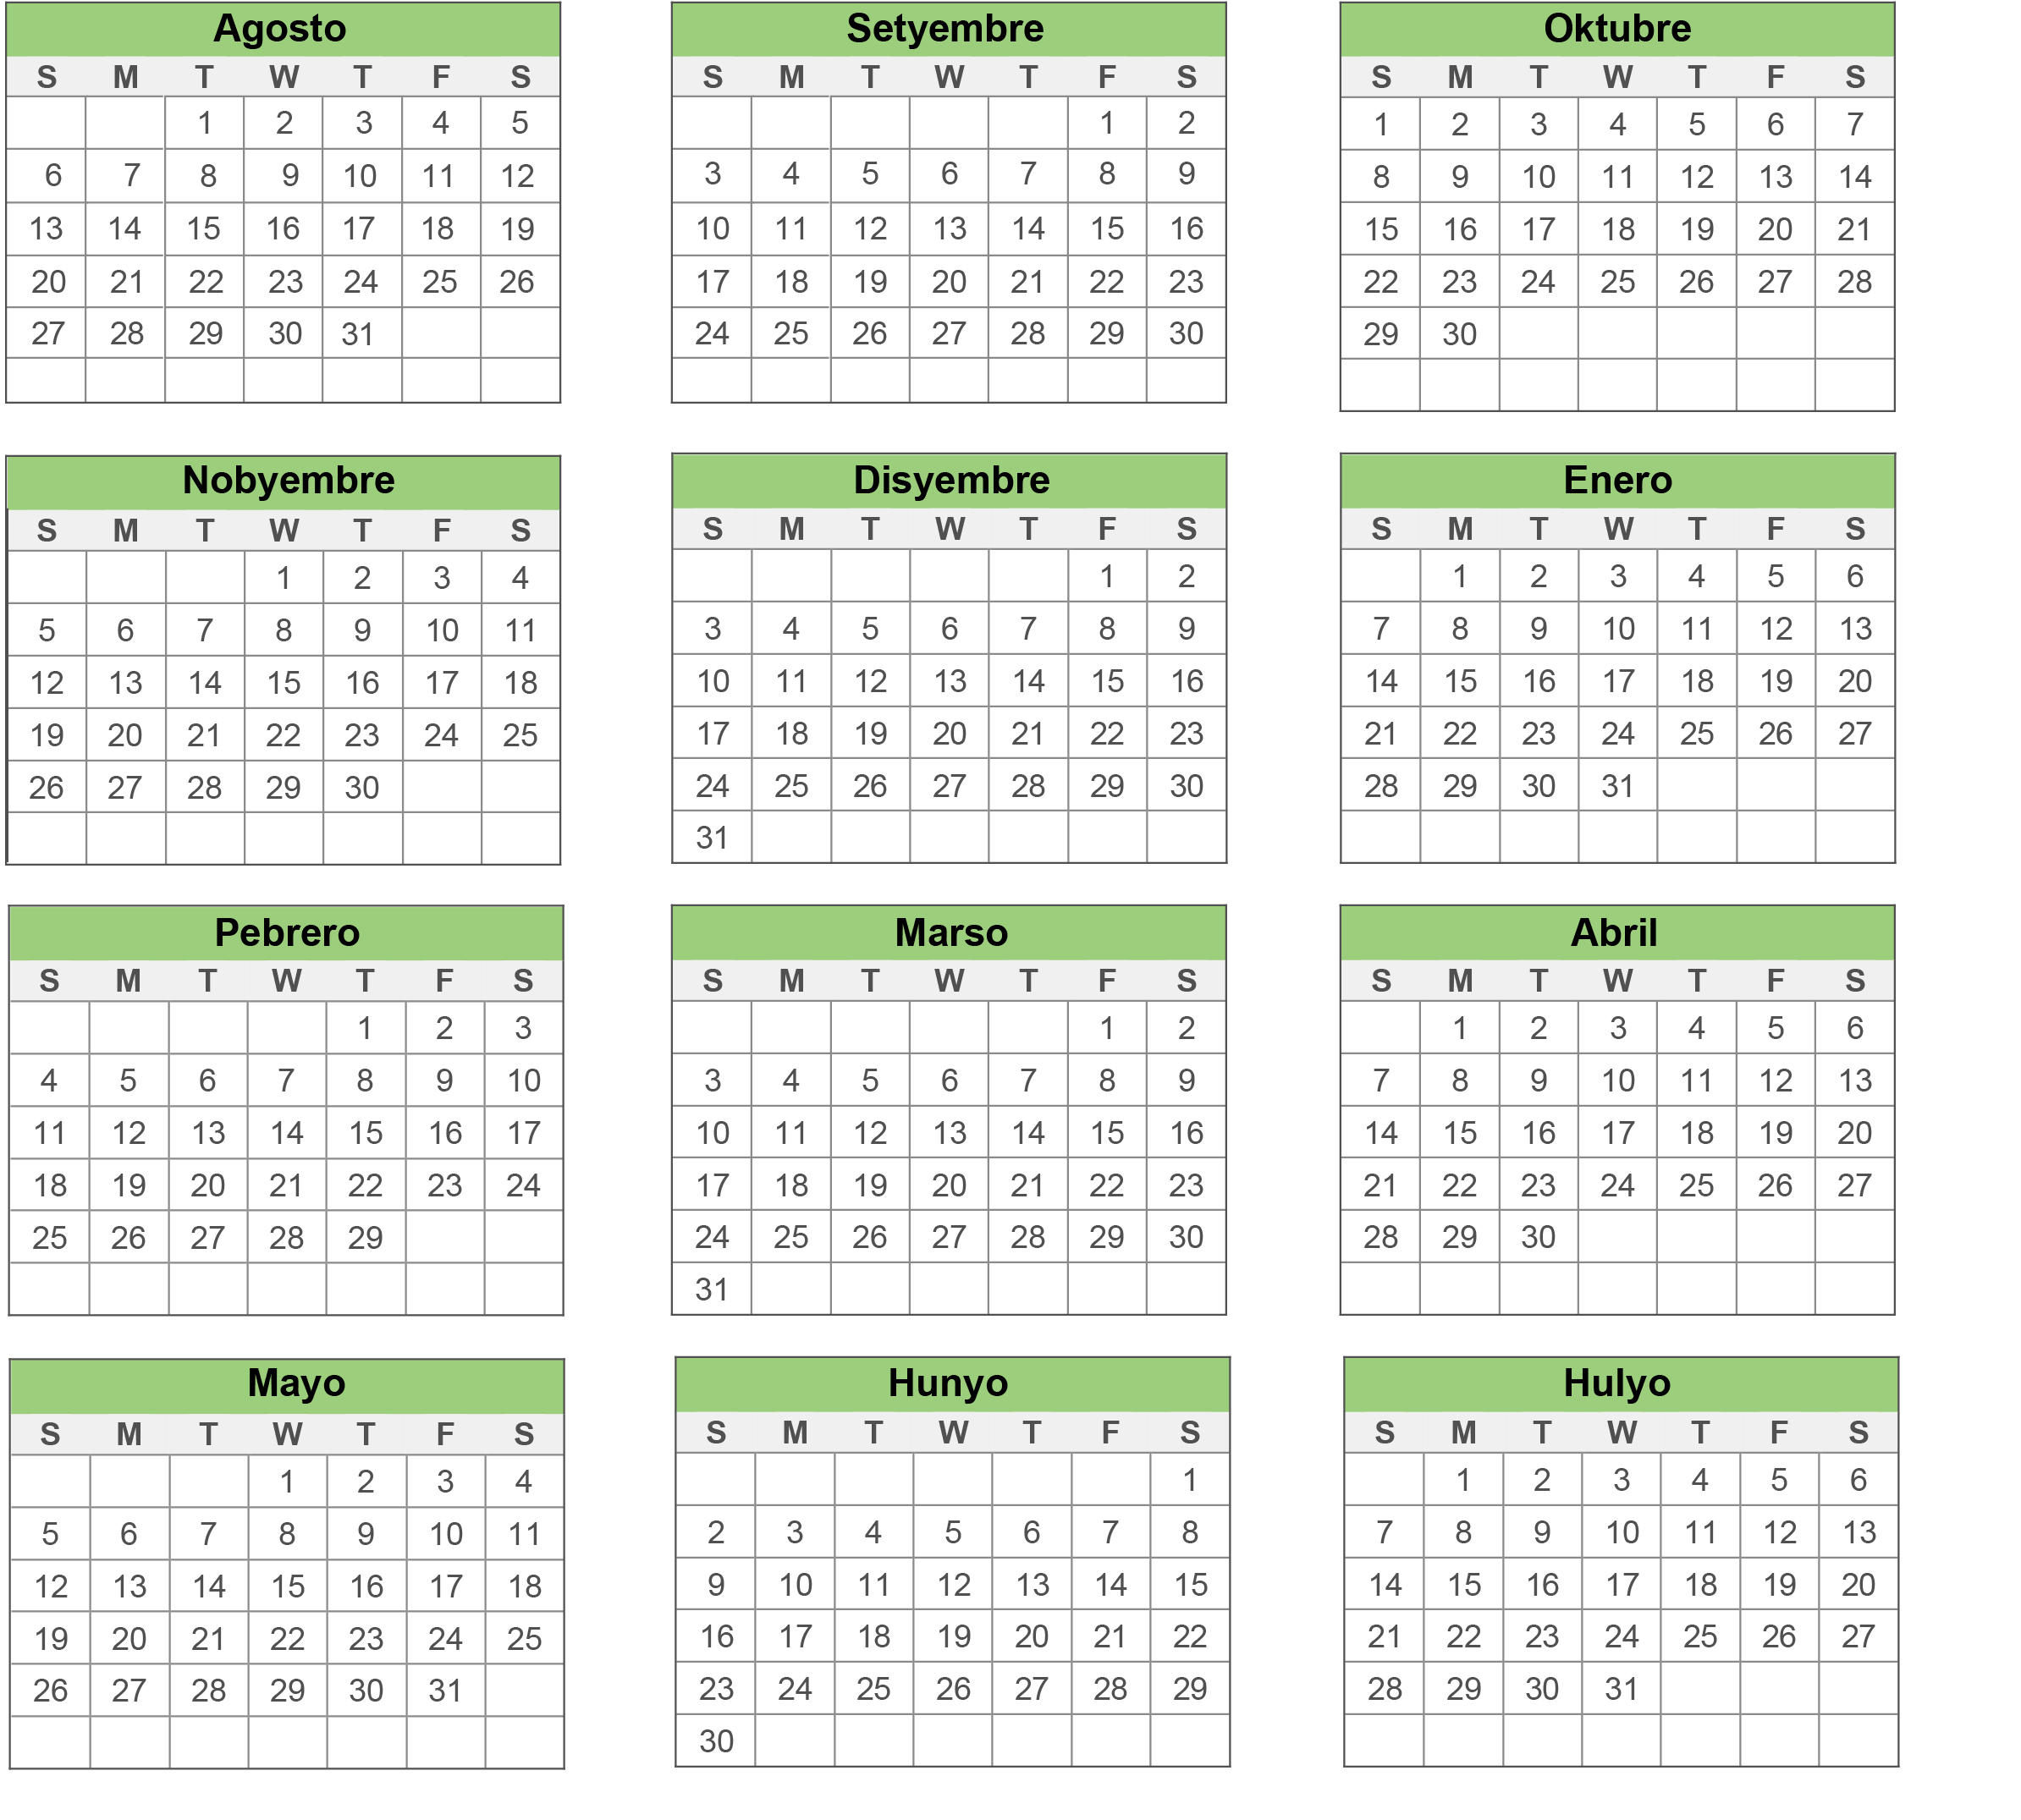 Agosto
S M T W T F S
1 2 3 4 5
6 7 8 9 10 11 12
13 14 15 16 17 18 19
20 21 22 23 24 25 26
27 28 29 30 31
Setyembre
S M T W T F S
1 2
3 4 5 6 7 8 9
10 11 12 13 14 15 16
17 18 19 20 21 22 23
24 25 26 27 28 29 30
Oktubre
S M T W T F S
1 2 3 4 5 6 7
8 9 10 11 12 13 14
15 16 17 18 19 20 21
22 23 24 25 26 27 28
29 30
Nobyembre
S M T W T F S
1 2 3 4
5 6 7 8 9 10 11
12 13 14 15 16 17 18
19 20 21 22 23 24 25
26 27 28 29 30
Disyembre
S M T W T F S
1 2
3 4 5 6 7 8 9
10 11 12 13 14 15 16
17 18 19 20 21 22 23
24 25 26 27 28 29 30
31
Enero
S M T W T F S
1 2 3 4 5 6
7 8 9 10 11 12 13
14 15 16 17 18 19 20
21 22 23 24 25 26 27
28 29 30 31
Pebrero
S M T W T F S
1 2 3
4 5 6 7 8 9 10
11 12 13 14 15 16 17
18 19 20 21 22 23 24
25 26 27 28 29
Marso
S M T W T F S
1 2
3 4 5 6 7 8 9
10 11 12 13 14 15 16
17 18 19 20 21 22 23
24 25 26 27 28 29 30
31
Abril
S M T W T F S
1 2 3 4 5 6
7 8 9 10 11 12 13
14 15 16 17 18 19 20
21 22 23 24 25 26 27
28 29 30
Mayo
S M T W T F S
1 2 3 4
5 6 7 8 9 10 11
12 13 14 15 16 17 18
19 20 21 22 23 24 25
26 27 28 29 30 31
Hunyo
S M T W T F S
1
2 3 4 5 6 7 8
9 10 11 12 13 14 15
16 17 18 19 20 21 22
23 24 25 26 27 28 29
30
Hulyo
S M T W T F S
1 2 3 4 5 6
7 8 9 10 11 12 13
14 15 16 17 18 19 20
21 22 23 24 25 26 27
28 29 30 31